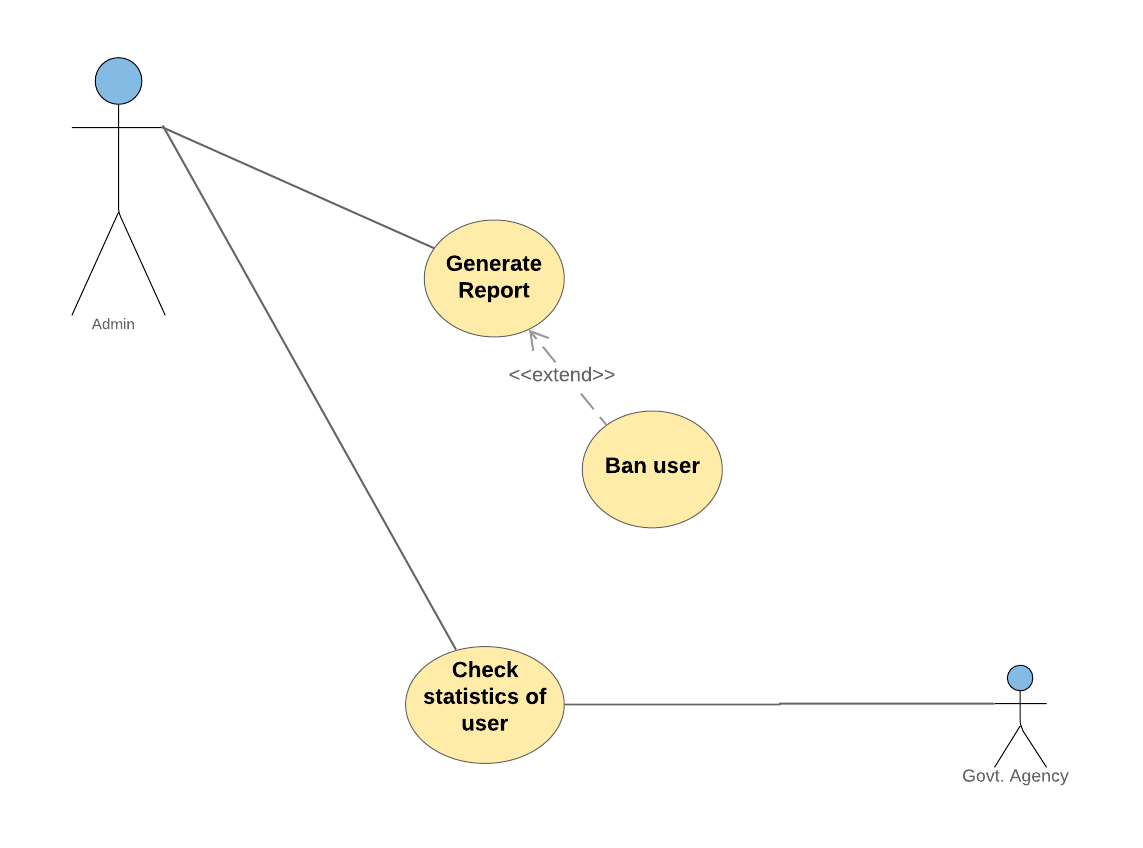 Admin
Generate
Report
<<extend>>
Ban user
Check
statistics of
user
Govt. Agency